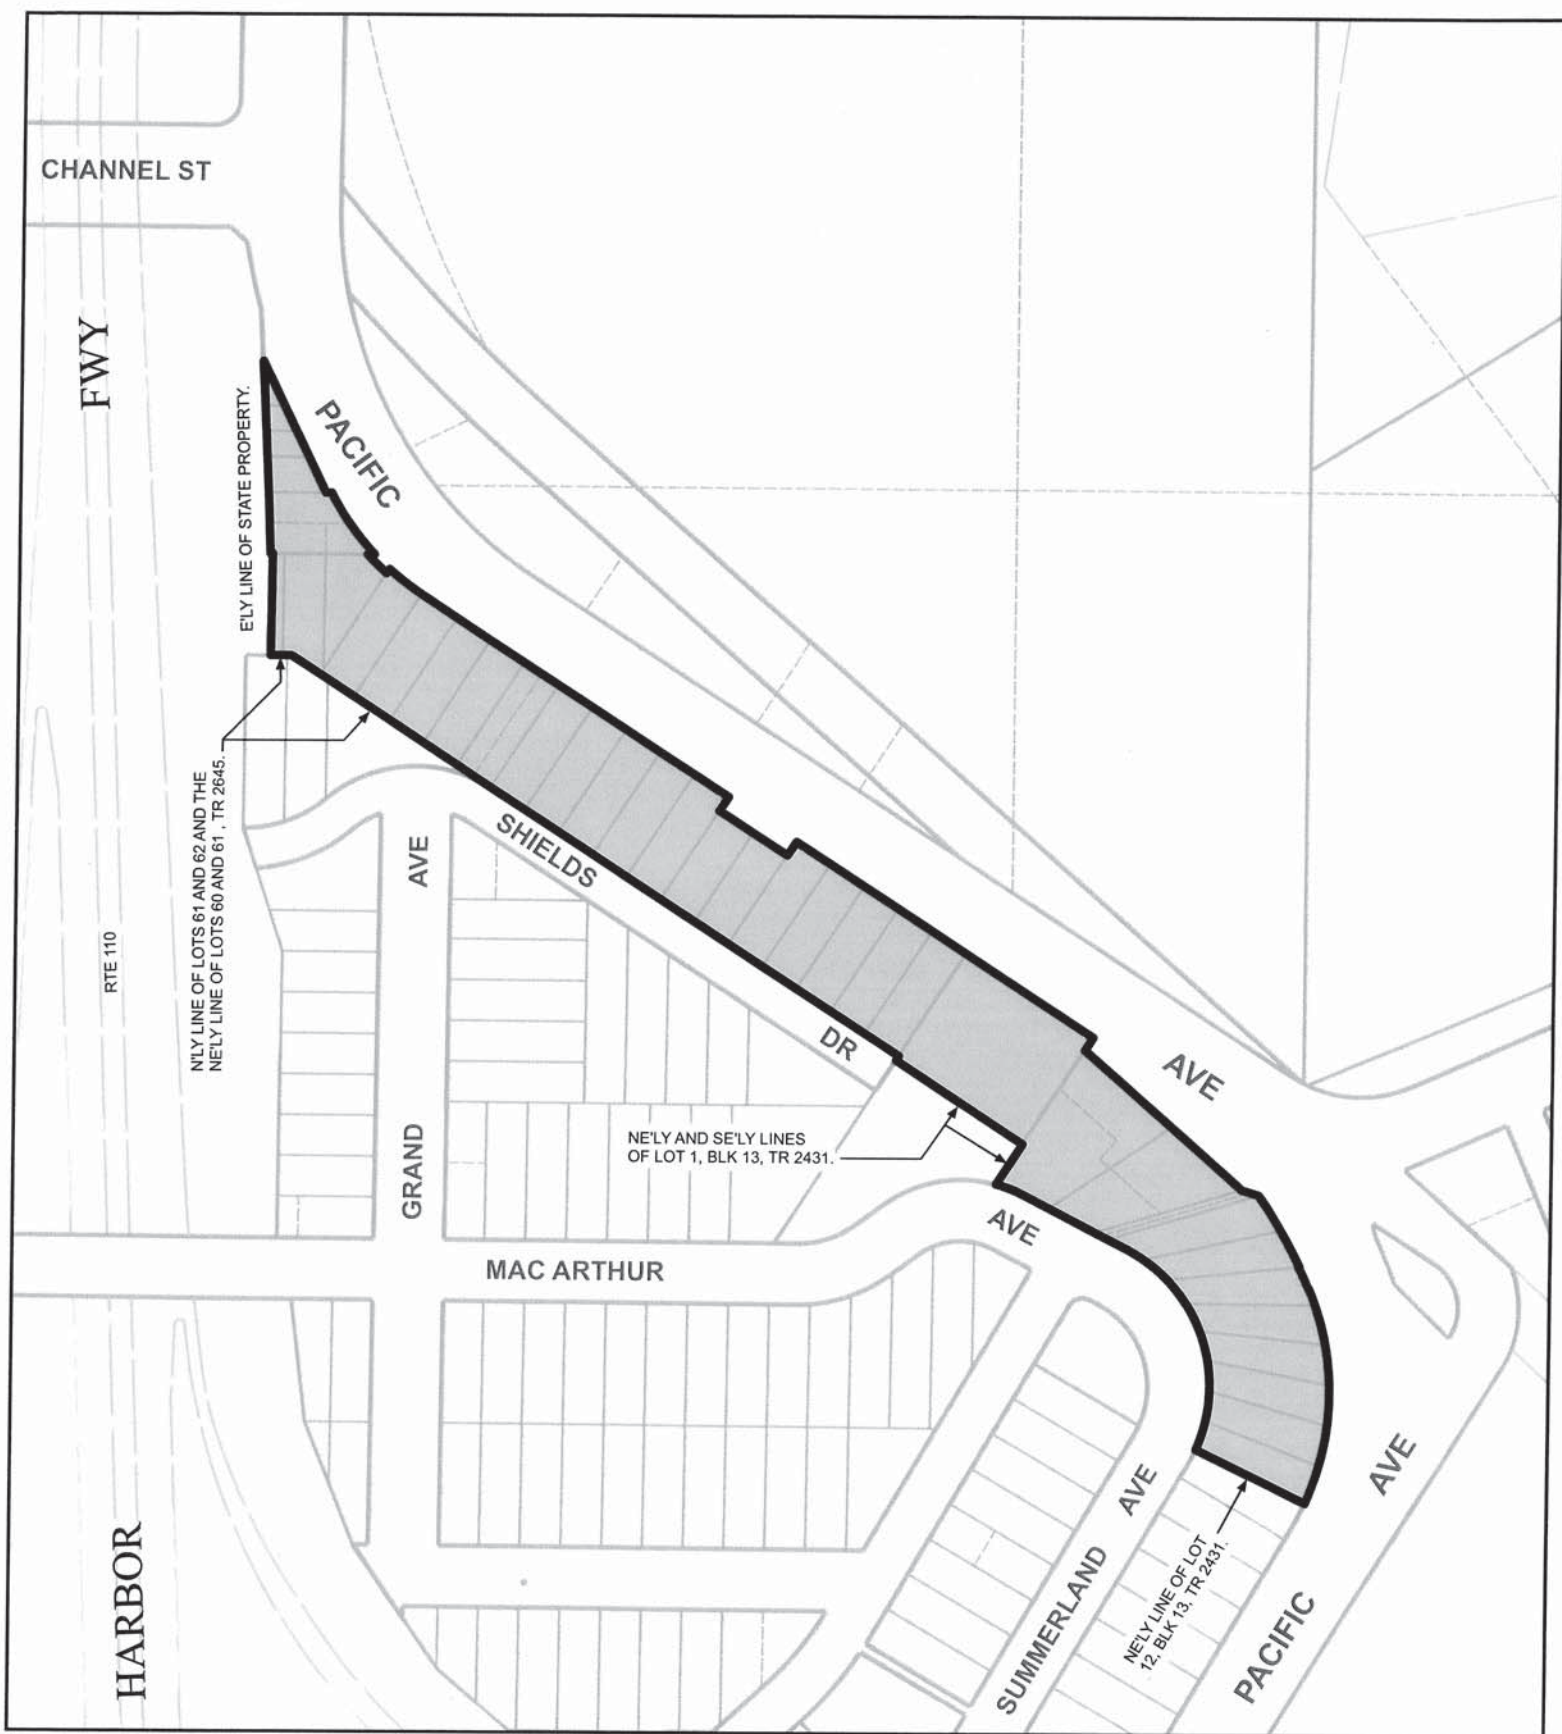 CHANNEL ST
FWY
PACIFIC
E'LY LINE OF STATE PROPERTY.
N'LY LINE OF LOTS 61 AND 62 AND THE
NE'LY LINE OF LOTS 60 AND 61 , TR 2645.
RTE 110
AVE
SHIELDS
DR
GRAND
NE'LY AND SE'LY LINES
OF LOT 1, BLK 13, TR 2431.
AVE
AVE
MAC ARTHUR
AVE
AVE
HARBOR
SUMMERLAND
NE'LY LINE OF LOT
12, BLK 13, TR 2431.
PACIFIC